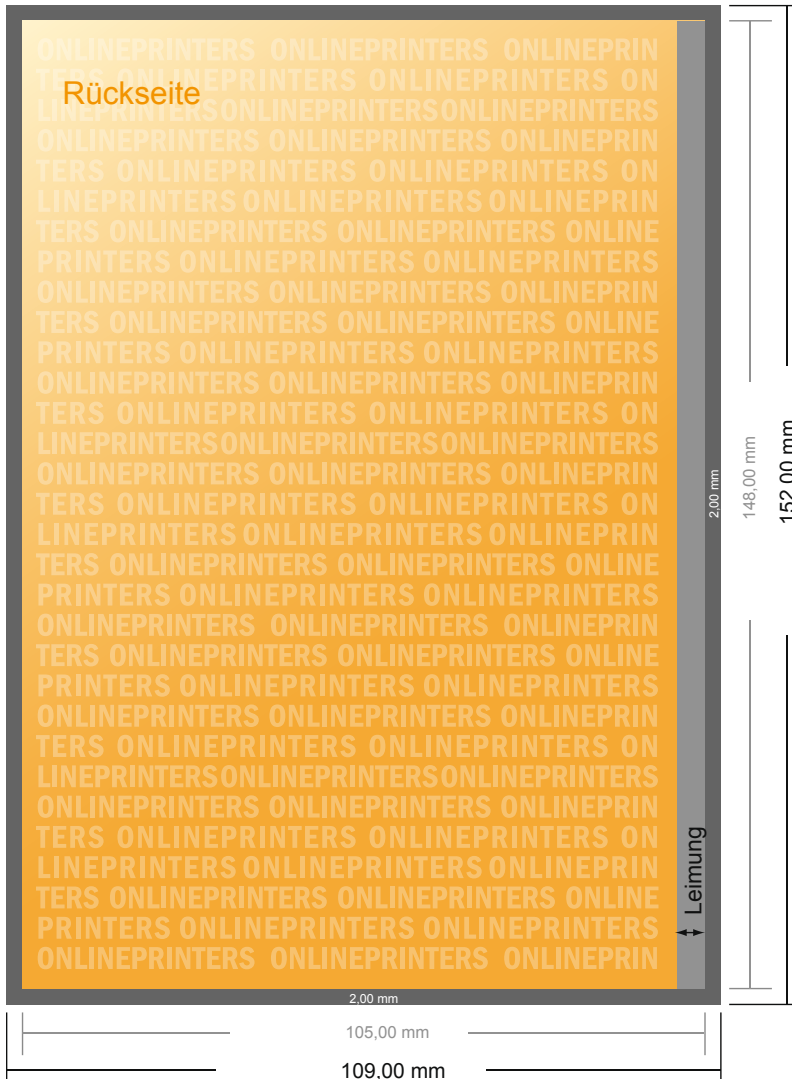 ONLINEPRINTERS ONLINEPRINTERS ONLINEPRIN
TERS ONLINEPRINTERS ONLINEPRINTERS ON
Rückseite
LINEPRINTERSONLINEPRINTERSONLINEPRINTERS
ONLINEPRINTERS ONLINEPRINTERS ONLINEPRIN
TERS ONLINEPRINTERS ONLINEPRINTERS ON
LINEPRINTERS ONLINEPRINTERS ONLINEPRIN
TERS ONLINEPRINTERS ONLINEPRINTERS ONLINE
PRINTERS ONLINEPRINTERS ONLINEPRINTERS
ONLINEPRINTERS ONLINEPRINTERS ONLINEPRIN
TERS ONLINEPRINTERS ONLINEPRINTERS ONLINE
PRINTERS ONLINEPRINTERS ONLINEPRINTERS
ONLINEPRINTERS ONLINEPRINTERS ONLINEPRIN
TERS ONLINEPRINTERS ONLINEPRINTERS ON
LINEPRINTERSONLINEPRINTERSONLINEPRINTERS
ONLINEPRINTERS ONLINEPRINTERS ONLINEPRIN
TERS ONLINEPRINTERS ONLINEPRINTERS ON
LINEPRINTERS ONLINEPRINTERS ONLINEPRIN
TERS ONLINEPRINTERS ONLINEPRINTERS ONLINE
PRINTERS ONLINEPRINTERS ONLINEPRINTERS
ONLINEPRINTERS ONLINEPRINTERS ONLINEPRIN
TERS ONLINEPRINTERS ONLINEPRINTERS ONLINE
PRINTERS ONLINEPRINTERS ONLINEPRINTERS
ONLINEPRINTERS ONLINEPRINTERS ONLINEPRIN
TERS ONLINEPRINTERS ONLINEPRINTERS ON
LINEPRINTERSONLINEPRINTERSONLINEPRINTERS
ONLINEPRINTERS ONLINEPRINTERS ONLINEPRIN
TERS ONLINEPRINTERS ONLINEPRINTERS ON
LINEPRINTERS ONLINEPRINTERS ONLINEPRIN
TERS ONLINEPRINTERS ONLINEPRINTERS ONLINE
PRINTERS ONLINEPRINTERS ONLINEPRINTERS
ONLINEPRINTERS ONLINEPRINTERS ONLINEPRIN
Leimung
2,00 mm
148,00 mm
152,00 mm
2,00 mm
105,00 mm
109,00 mm